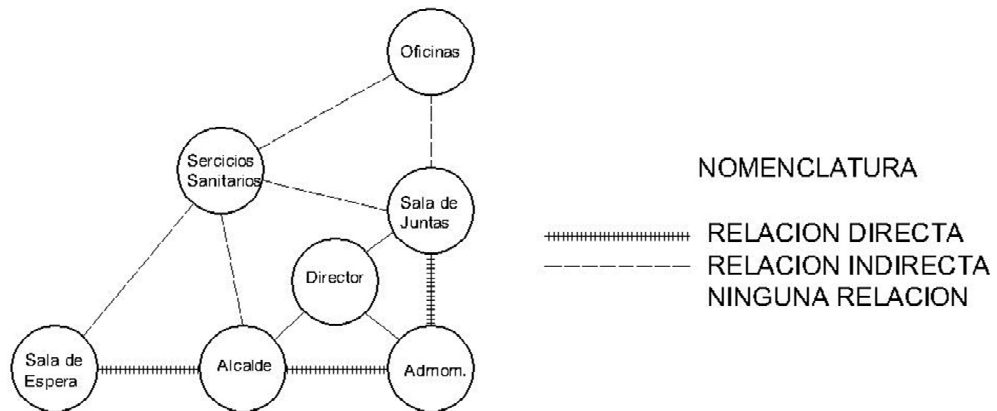 Oficinas
Sercicios
Sanitarios
Sala de
Juntas
Director
Sala de
Espera
Alcalde
Admom.
NOMENCLATURA
RELACION DIRECTA
RELACION INDIRECTA
NINGUNA RELACION